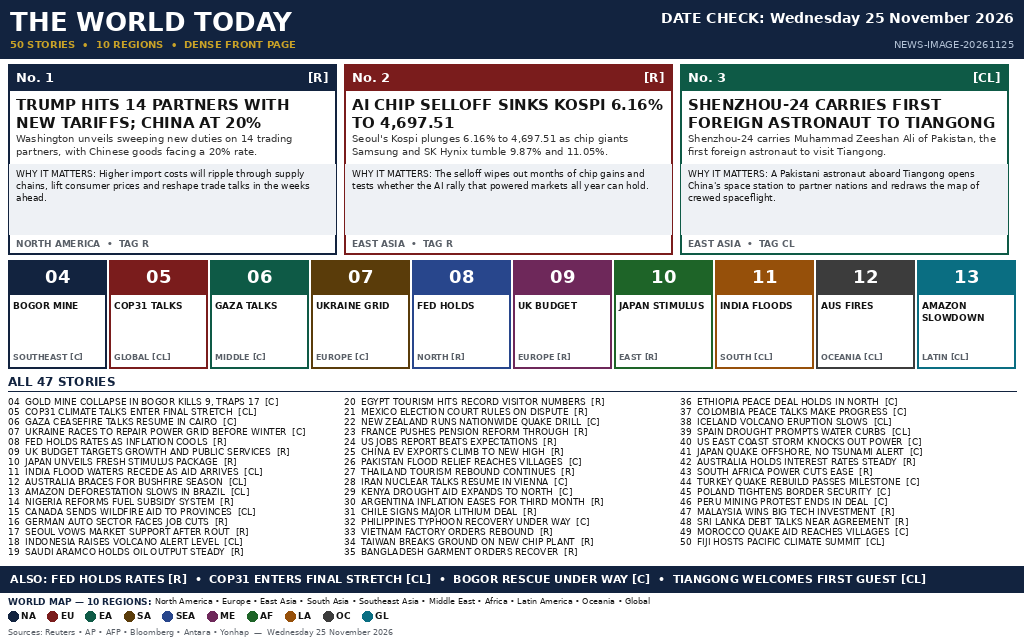 THE WORLD TODAY
50 STORIES • 10 REGIONS • DENSE FRONT PAGE
DATE CHECK: Wednesday 25 November 2026
NEWS-IMAGE-20261125
No. 1 [R]
TRUMP HITS 14 PARTNERS WITH
NEW TARIFFS; CHINA AT 20%
Washington unveils sweeping new duties on 14 trading
partners, with Chinese goods facing a 20% rate.
WHY IT MATTERS: Higher import costs will ripple through supply
chains, lift consumer prices and reshape trade talks in the weeks
ahead.
NORTH AMERICA • TAG R
No. 2 [R]
AI CHIP SELLOFF SINKS KOSPI 6.16%
TO 4,697.51
Seoul's Kospi plunges 6.16% to 4,697.51 as chip giants
Samsung and SK Hynix tumble 9.87% and 11.05%.
WHY IT MATTERS: The selloff wipes out months of chip gains and
tests whether the AI rally that powered markets all year can hold.
EAST ASIA • TAG R
No. 3 [CL]
SHENZHOU-24 CARRIES FIRST
FOREIGN ASTRONAUT TO TIANGONG
Shenzhou-24 carries Muhammad Zeeshan Ali of Pakistan, the
first foreign astronaut to visit Tiangong.
WHY IT MATTERS: A Pakistani astronaut aboard Tiangong opens
China's space station to partner nations and redraws the map of
crewed spaceflight.
EAST ASIA • TAG CL
04
BOGOR MINE
SOUTHEAST [C]
05
COP31 TALKS
GLOBAL [CL]
06
GAZA TALKS
MIDDLE [C]
07
UKRAINE GRID
EUROPE [C]
08
FED HOLDS
NORTH [R]
09
UK BUDGET
EUROPE [R]
10
JAPAN STIMULUS
EAST [R]
11
INDIA FLOODS
SOUTH [CL]
12
AUS FIRES
OCEANIA [CL]
13
AMAZON
SLOWDOWN
LATIN [CL]
ALL 47 STORIES
04 GOLD MINE COLLAPSE IN BOGOR KILLS 9, TRAPS 17 [C]
05 COP31 CLIMATE TALKS ENTER FINAL STRETCH [CL]
06 GAZA CEASEFIRE TALKS RESUME IN CAIRO [C]
07 UKRAINE RACES TO REPAIR POWER GRID BEFORE WINTER [C]
08 FED HOLDS RATES AS INFLATION COOLS [R]
09 UK BUDGET TARGETS GROWTH AND PUBLIC SERVICES [R]
10 JAPAN UNVEILS FRESH STIMULUS PACKAGE [R]
11 INDIA FLOOD WATERS RECEDE AS AID ARRIVES [CL]
12 AUSTRALIA BRACES FOR BUSHFIRE SEASON [CL]
13 AMAZON DEFORESTATION SLOWS IN BRAZIL [CL]
14 NIGERIA REFORMS FUEL SUBSIDY SYSTEM [R]
15 CANADA SENDS WILDFIRE AID TO PROVINCES [CL]
16 GERMAN AUTO SECTOR FACES JOB CUTS [R]
17 SEOUL VOWS MARKET SUPPORT AFTER ROUT [R]
18 INDONESIA RAISES VOLCANO ALERT LEVEL [CL]
19 SAUDI ARAMCO HOLDS OIL OUTPUT STEADY [R]
20 EGYPT TOURISM HITS RECORD VISITOR NUMBERS [R]
21 MEXICO ELECTION COURT RULES ON DISPUTE [R]
22 NEW ZEALAND RUNS NATIONWIDE QUAKE DRILL [C]
23 FRANCE PUSHES PENSION REFORM THROUGH [R]
24 US JOBS REPORT BEATS EXPECTATIONS [R]
25 CHINA EV EXPORTS CLIMB TO NEW HIGH [R]
26 PAKISTAN FLOOD RELIEF REACHES VILLAGES [C]
27 THAILAND TOURISM REBOUND CONTINUES [R]
28 IRAN NUCLEAR TALKS RESUME IN VIENNA [C]
29 KENYA DROUGHT AID EXPANDS TO NORTH [C]
30 ARGENTINA INFLATION EASES FOR THIRD MONTH [R]
31 CHILE SIGNS MAJOR LITHIUM DEAL [R]
32 PHILIPPINES TYPHOON RECOVERY UNDER WAY [C]
33 VIETNAM FACTORY ORDERS REBOUND [R]
34 TAIWAN BREAKS GROUND ON NEW CHIP PLANT [R]
35 BANGLADESH GARMENT ORDERS RECOVER [R]
36 ETHIOPIA PEACE DEAL HOLDS IN NORTH [C]
37 COLOMBIA PEACE TALKS MAKE PROGRESS [C]
38 ICELAND VOLCANO ERUPTION SLOWS [CL]
39 SPAIN DROUGHT PROMPTS WATER CURBS [CL]
40 US EAST COAST STORM KNOCKS OUT POWER [C]
41 JAPAN QUAKE OFFSHORE, NO TSUNAMI ALERT [C]
42 AUSTRALIA HOLDS INTEREST RATES STEADY [R]
43 SOUTH AFRICA POWER CUTS EASE [R]
44 TURKEY QUAKE REBUILD PASSES MILESTONE [C]
45 POLAND TIGHTENS BORDER SECURITY [C]
46 PERU MINING PROTEST ENDS IN DEAL [C]
47 MALAYSIA WINS BIG TECH INVESTMENT [R]
48 SRI LANKA DEBT TALKS NEAR AGREEMENT [R]
49 MOROCCO QUAKE AID REACHES VILLAGES [C]
50 FIJI HOSTS PACIFIC CLIMATE SUMMIT [CL]
ALSO: FED HOLDS RATES [R] • COP31 ENTERS FINAL STRETCH [CL] • BOGOR RESCUE UNDER WAY [C] • TIANGONG WELCOMES FIRST GUEST [CL]
WORLD MAP — 10 REGIONS: North America • Europe • East Asia • South Asia • Southeast Asia • Middle East • Africa • Latin America • Oceania • Global
NA EU EA SA SEA ME AF LA OC GL
Sources: Reuters • AP • AFP • Bloomberg • Antara • Yonhap — Wednesday 25 November 2026